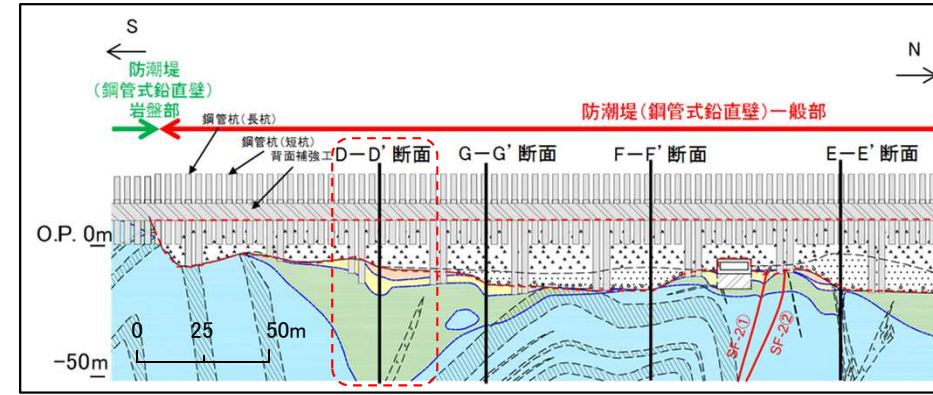 S
N
防潮堤
(鋼管式鉛直壁)
岩盤部
防潮堤(鋼管式鉛直壁)一般部
鋼管杭(長杭)
鋼管杭(短杭)
背面補強工
D-D'断面
G-G'断面
F-F'断面
E-E'断面
O.P. 0m
0 25 50m
-50m
SF-2①
SF-2②